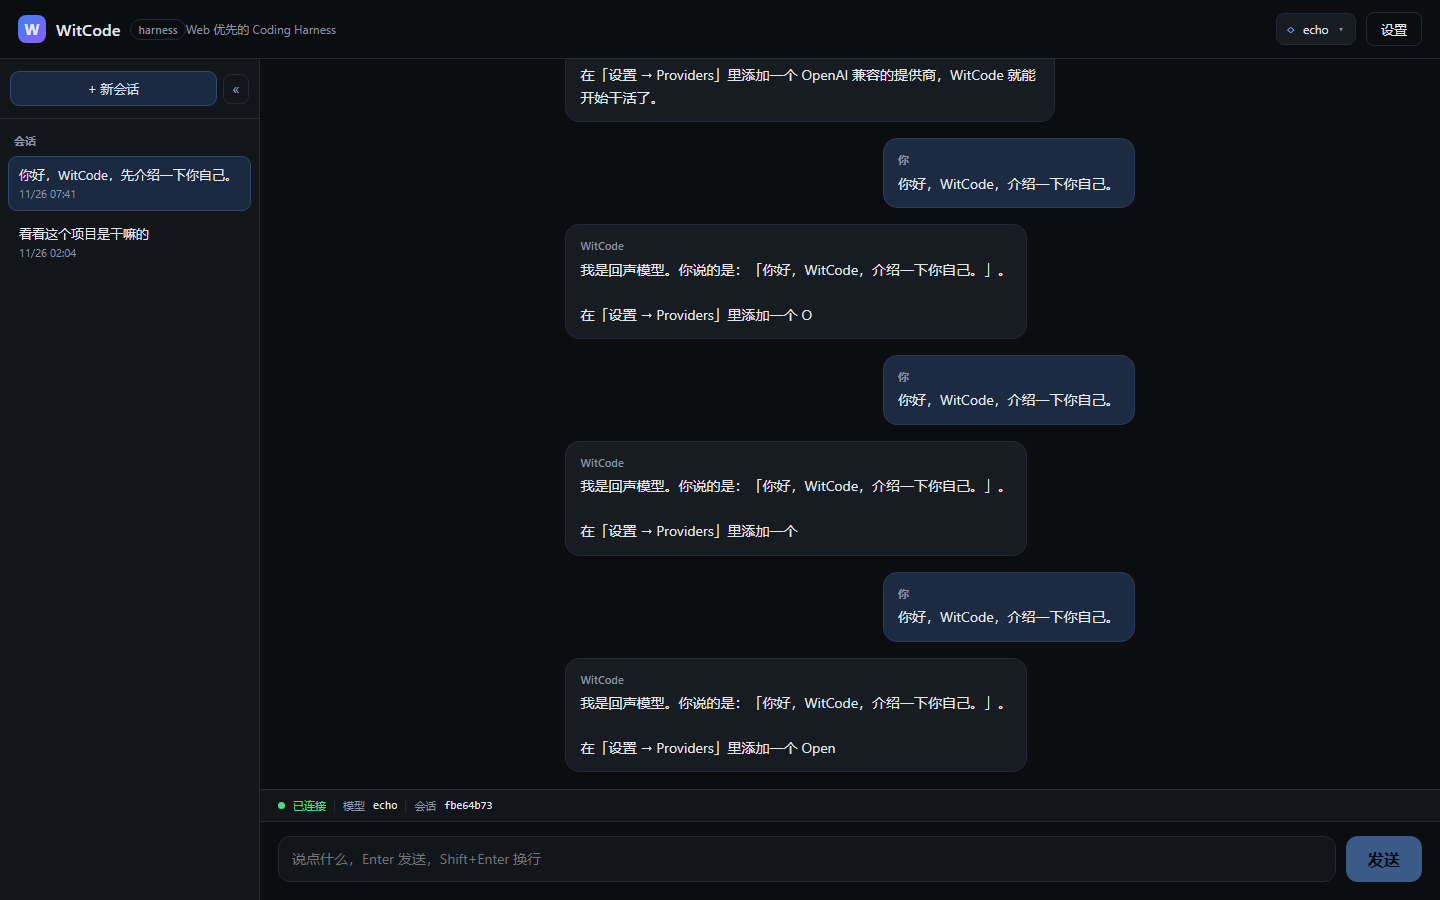 W WitCode harness Web 优先的 Coding Harness
◇ echo ▾ 设置
+ 新会话 «
会话
你好，WitCode，先介绍一下你自己。
11/26 07:41
看看这个项目是干嘛的
11/26 02:04
在「设置 → Providers」里添加一个 OpenAI 兼容的提供商，WitCode 就能
开始干活了。
你
你好，WitCode，介绍一下你自己。
WitCode
我是回声模型。你说的是：「你好，WitCode，介绍一下你自己。」。
在「设置 → Providers」里添加一个 O
你
你好，WitCode，介绍一下你自己。
WitCode
我是回声模型。你说的是：「你好，WitCode，介绍一下你自己。」。
在「设置 → Providers」里添加一个
你
你好，WitCode，介绍一下你自己。
WitCode
我是回声模型。你说的是：「你好，WitCode，介绍一下你自己。」。
在「设置 → Providers」里添加一个 Open
已连接 模型 echo 会话 fbe64b73
说点什么，Enter 发送，Shift+Enter 换行
发送